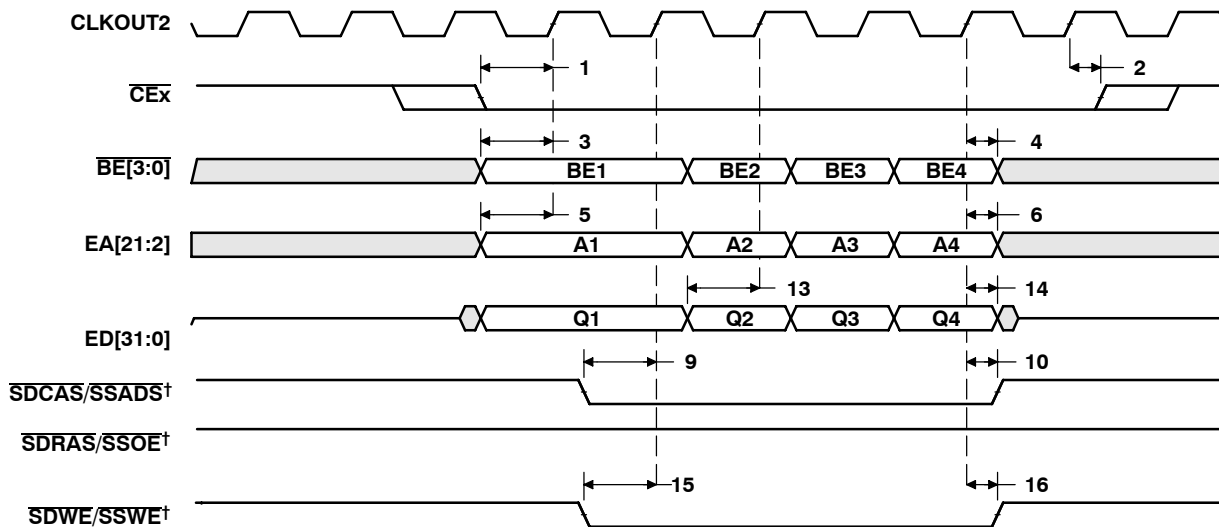 CLKOUT2
1
2
CEx
3
4
BE[3:0]
BE1
BE2
BE3
BE4
5
6
EA[21:2]
A1
A2
A3
A4
13
14
ED[31:0]
Q1
Q2
Q3
Q4
9
10
SDCAS/SSADS†
SDRAS/SSOE†
15
16
SDWE/SSWE†